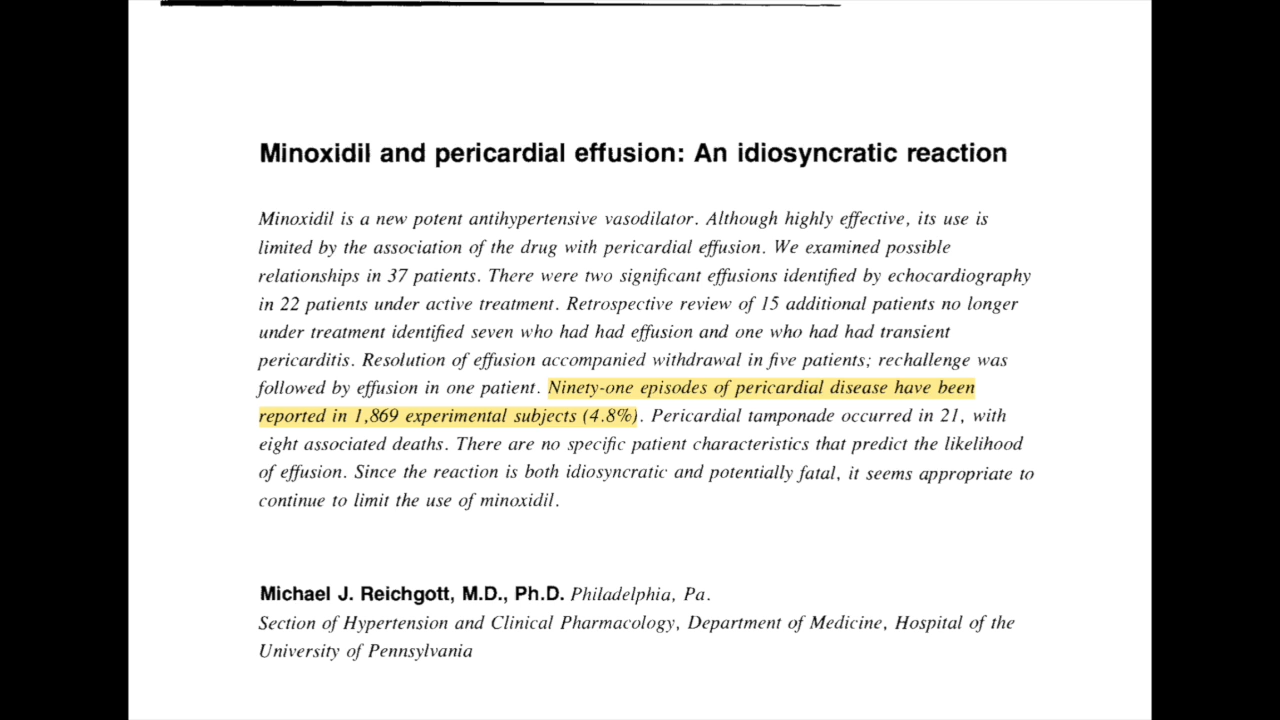 Minoxidil and pericardial effusion: An idiosyncratic reaction
Minoxidil is a new potent antihypertensive vasodilator. Although highly effective, its use is
limited by the association of the drug with pericardial effusion. We examined possible
relationships in 37 patients. There were two significant effusions identified by echocardiography
in 22 patients under active treatment. Retrospective review of 15 additional patients no longer
under treatment identified seven who had had effusion and one who had had transient
pericarditis. Resolution of effusion accompanied withdrawal in five patients; rechallenge was
followed by effusion in one patient. Ninety-one episodes of pericardial disease have been
reported in 1,869 experimental subjects (4.8%). Pericardial tamponade occurred in 21, with
eight associated deaths. There are no specific patient characteristics that predict the likelihood
of effusion. Since the reaction is both idiosyncratic and potentially fatal, it seems appropriate to
continue to limit the use of minoxidil.
Michael J. Reichgott, M.D., Ph.D. Philadelphia, Pa.
Section of Hypertension and Clinical Pharmacology, Department of Medicine, Hospital of the
University of Pennsylvania